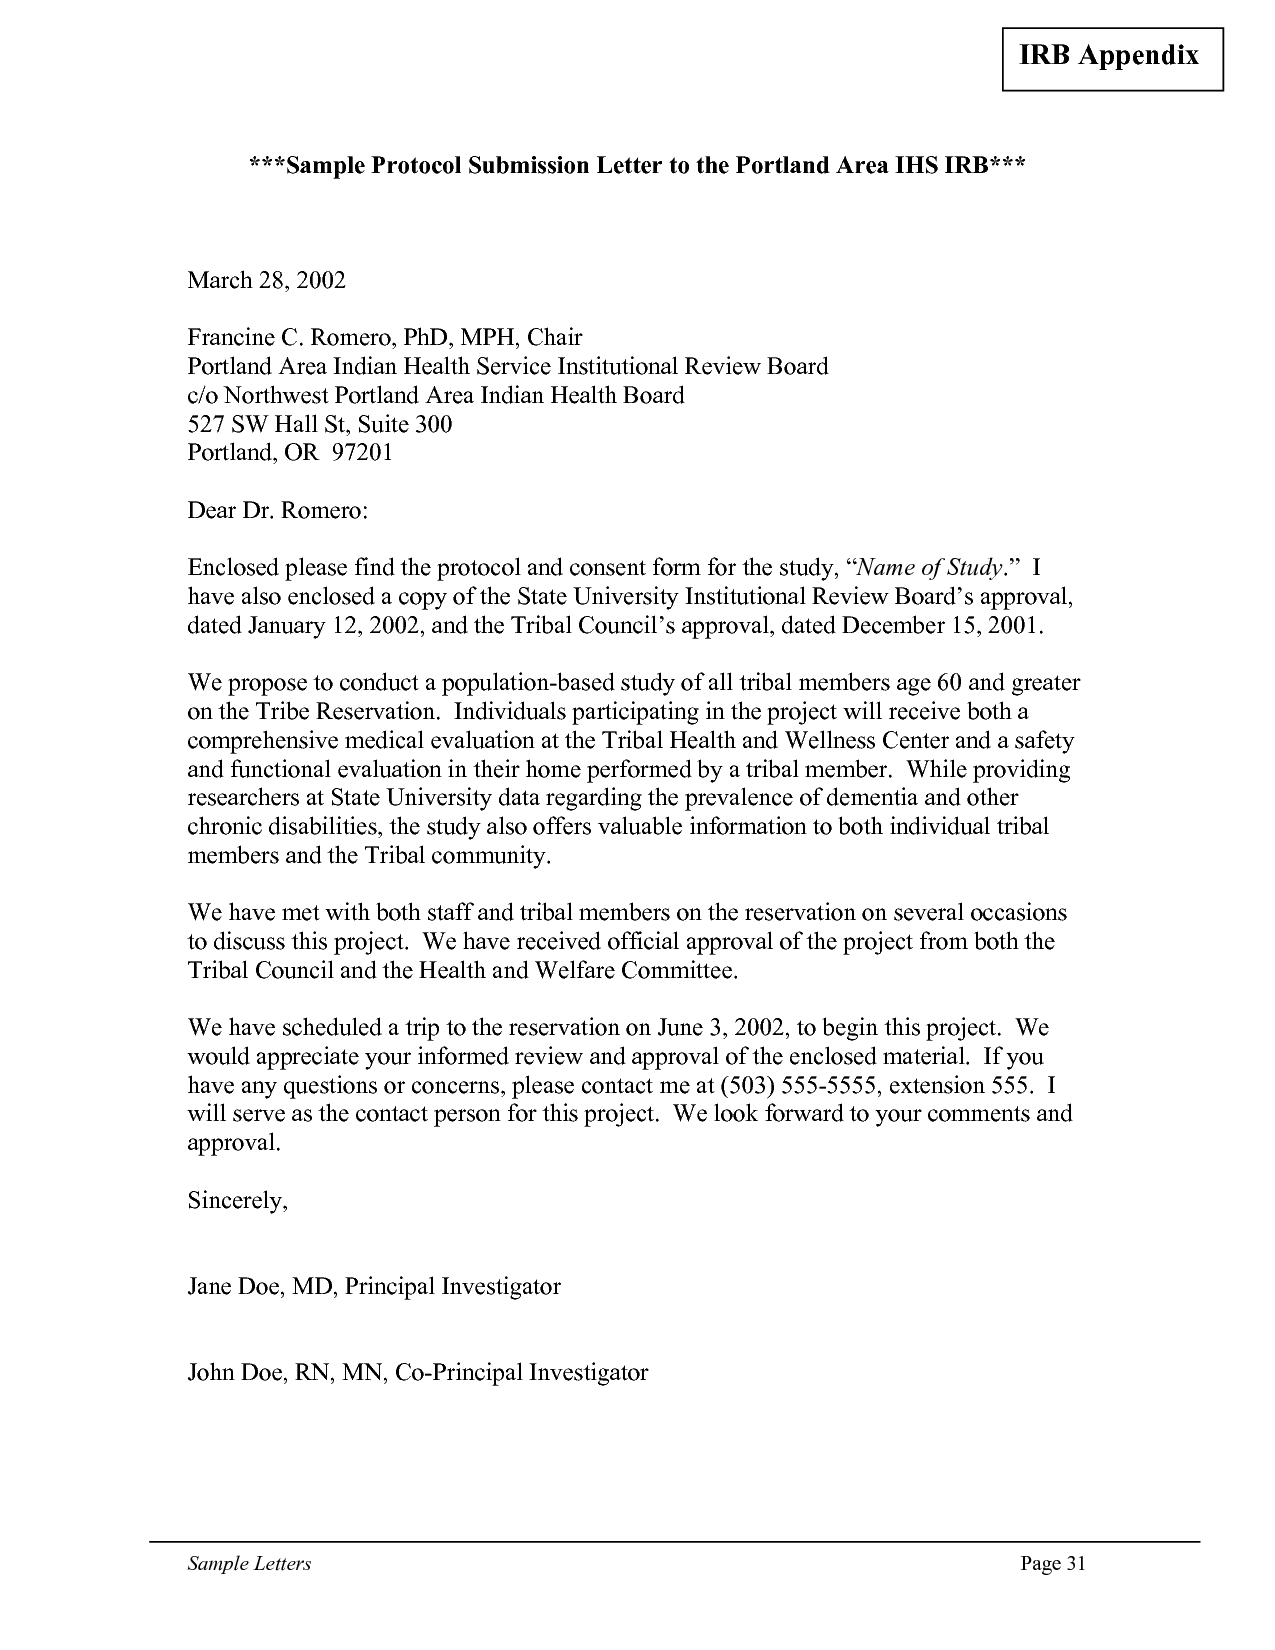 IRB Appendix
***Sample Protocol Submission Letter to the Portland Area IHS IRB***
March 28, 2002
Francine C. Romero, PhD, MPH, Chair
Portland Area Indian Health Service Institutional Review Board
c/o Northwest Portland Area Indian Health Board
527 SW Hall St, Suite 300
Portland, OR  97201
Dear Dr. Romero:
Enclosed please find the protocol and consent form for the study, “Name of Study.”  I
have also enclosed a copy of the State University Institutional Review Board’s approval,
dated January 12, 2002, and the Tribal Council’s approval, dated December 15, 2001.
We propose to conduct a population-based study of all tribal members age 60 and greater
on the Tribe Reservation.  Individuals participating in the project will receive both a
comprehensive medical evaluation at the Tribal Health and Wellness Center and a safety
and functional evaluation in their home performed by a tribal member.  While providing
researchers at State University data regarding the prevalence of dementia and other
chronic disabilities, the study also offers valuable information to both individual tribal
members and the Tribal community.
We have met with both staff and tribal members on the reservation on several occasions
to discuss this project.  We have received official approval of the project from both the
Tribal Council and the Health and Welfare Committee.
We have scheduled a trip to the reservation on June 3, 2002, to begin this project.  We
would appreciate your informed review and approval of the enclosed material.  If you
have any questions or concerns, please contact me at (503) 555-5555, extension 555.  I
will serve as the contact person for this project.  We look forward to your comments and
approval.
Sincerely,
Jane Doe, MD, Principal Investigator
John Doe, RN, MN, Co-Principal Investigator
Sample Letters Page 31